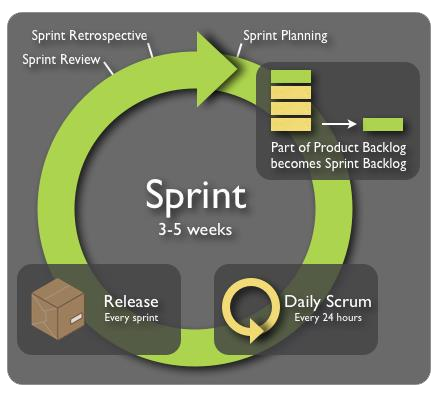 Sprint Retrospective
Sprint Review
Sprint Planning
Part of Product Backlog
becomes Sprint Backlog
Sprint
3-5 weeks
Release
Every sprint
Daily Scrum
Every 24 hours